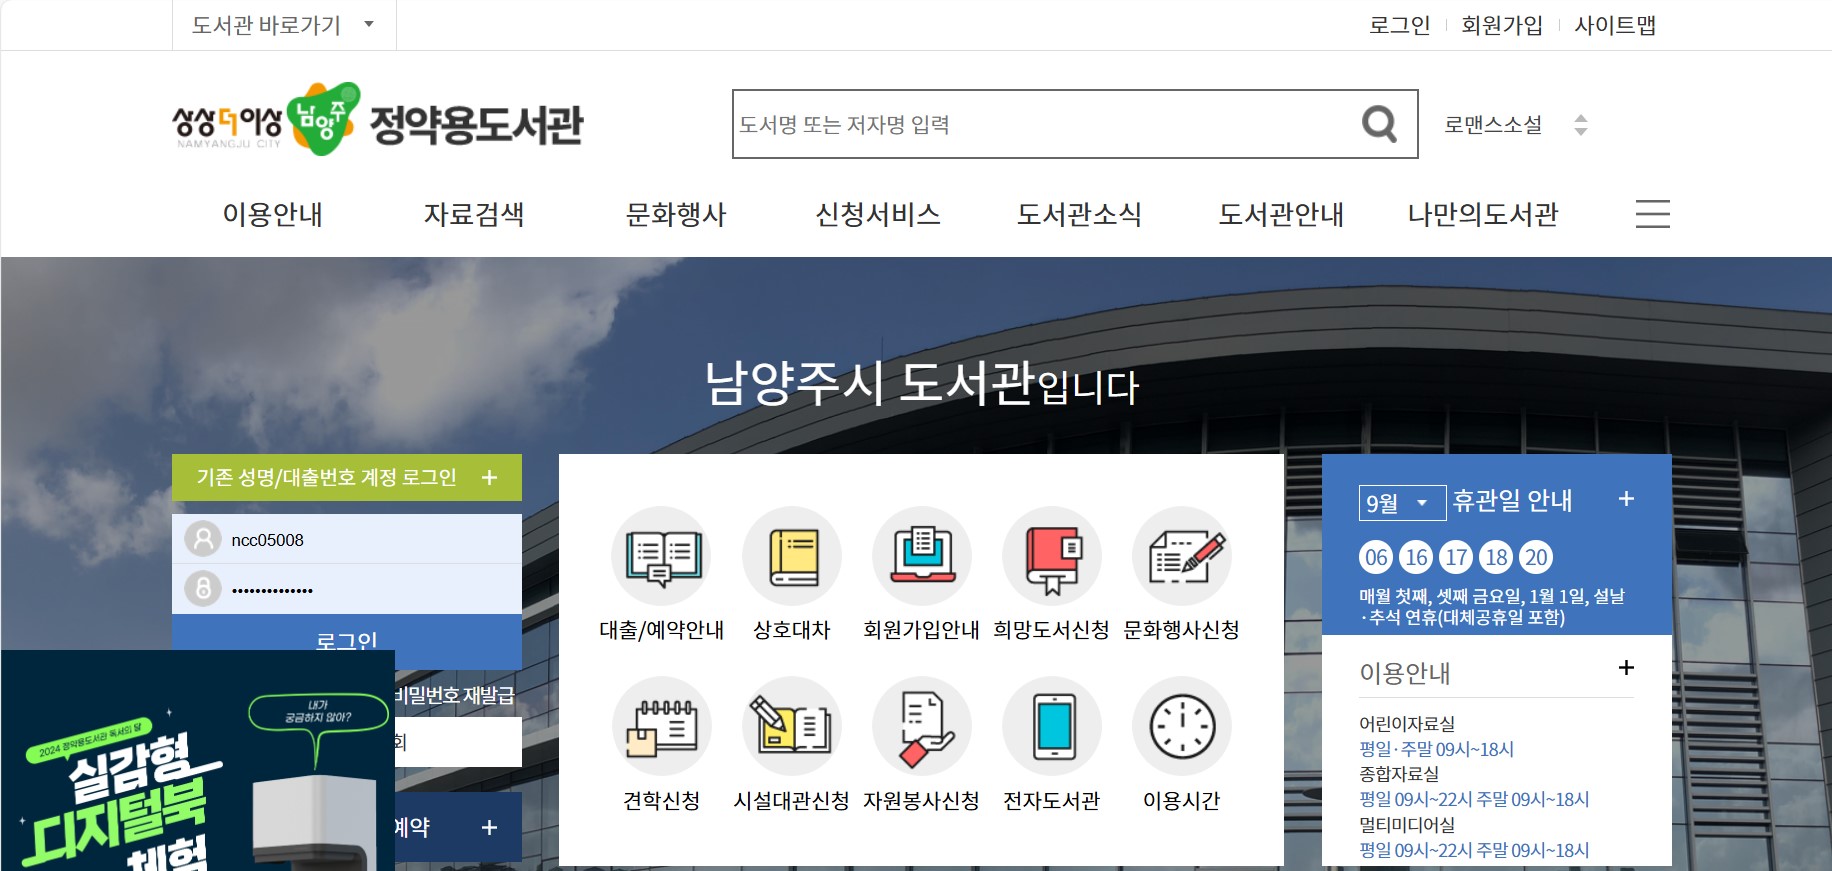 도서관 바로가기
로그인
회원가입
사이트맵
상상더이상
NAMYANGJU CITY
남양주
정약용도서관
도서명 또는 저자명 입력
로맨스소설
이용안내
자료검색
문화행사
신청서비스
도서관소식
도서관안내
나만의도서관
남양주시 도서관입니다
기존 성명/대출번호 계정 로그인 +
ncc05008
••••••••••••••
로그인
비밀번호 재발급
회
예약 +
2024 정약용도서관 독서의 달
실감형
디지털북
체험
내가
궁금하지 않아?
대출/예약안내
상호대차
회원가입안내
희망도서신청
문화행사신청
견학신청
시설대관신청
자원봉사신청
전자도서관
이용시간
9월 휴관일 안내 +
06 16 17 18 20
매월 첫째, 셋째 금요일, 1월 1일, 설날
·추석 연휴(대체공휴일 포함)
이용안내 +
어린이자료실
평일·주말 09시~18시
종합자료실
평일 09시~22시 주말 09시~18시
멀티미디어실
평일 09시~22시 주말 09시~18시